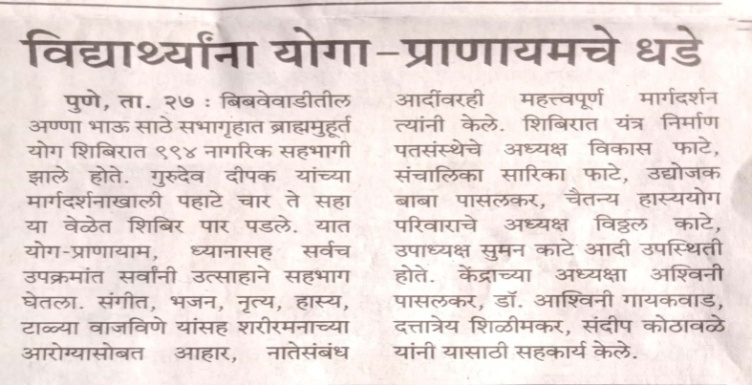 विद्यार्थ्यांना योगा-प्राणायमचे धडे
पुणे, ता. २७ : बिबवेवाडीतील
अण्णा भाऊ साठे सभागृहात ब्राह्ममुहूर्त
योग शिबिरात ९९४ नागरिक सहभागी
झाले होते. गुरुदेव दीपक यांच्या
मार्गदर्शनाखाली पहाटे चार ते सहा
या वेळेत शिबिर पार पडले. यात
योग-प्राणायाम, ध्यानासह सर्वच
उपक्रमांत सर्वांनी उत्साहाने सहभाग
घेतला. संगीत, भजन, नृत्य, हास्य,
टाळ्या वाजविणे यांसह शरीरमनाच्या
आरोग्यासोबत आहार, नातेसंबंध
आदींवरही महत्त्वपूर्ण मार्गदर्शन
त्यांनी केले. शिबिरात यंत्र निर्माण
पतसंस्थेचे अध्यक्ष विकास फाटे,
संचालिका सारिका फाटे, उद्योजक
बाबा पासलकर, चैतन्य हास्ययोग
परिवाराचे अध्यक्ष विठ्ठल काटे,
उपाध्यक्ष सुमन काटे आदी उपस्थिती
होते. केंद्राच्या अध्यक्षा अश्विनी
पासलकर, डॉ. आश्विनी गायकवाड,
दत्तात्रेय शिळीमकर, संदीप कोठावळे
यांनी यासाठी सहकार्य केले.